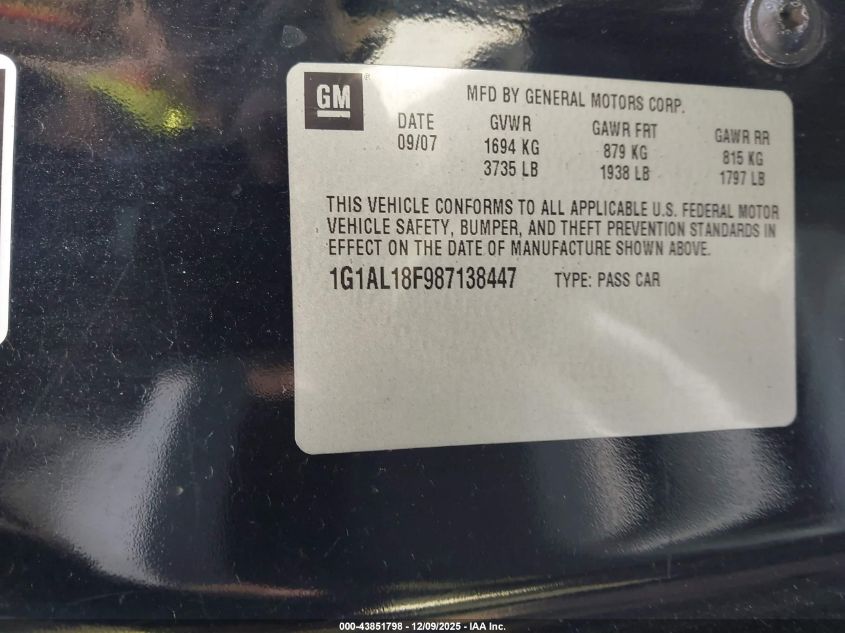 GM
MFD BY GENERAL MOTORS CORP.
DATE GVWR GAWR FRT GAWR RR
09/07 1694 KG 879 KG 815 KG
3735 LB 1938 LB 1797 LB
THIS VEHICLE CONFORMS TO ALL APPLICABLE U.S. FEDERAL MOTOR
VEHICLE SAFETY, BUMPER, AND THEFT PREVENTION STANDARDS IN
EFFECT ON THE DATE OF MANUFACTURE SHOWN ABOVE.
1G1AL18F987138447 TYPE: PASS CAR
000-43851798 - 12/09/2025 - IAA Inc.